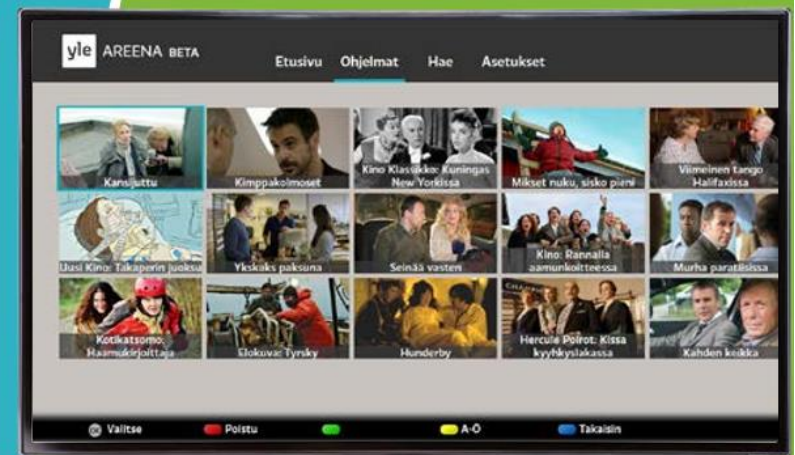 yle AREENA BETA
Etusivu Ohjelmat Hae Asetukset
Kansijuttu
Kimppakolmoset
Kino Klassikko: Kuningas
New Yorkissa
Mikset nuku, sisko pieni
Viimeinen tango
Halifaxissa
Uusi Kino: Takaperin juoksu
Ykskaks paksuna
Seinää vasten
Kino: Rannalla
aamunkoitteessa
Murha paratiisissa
Kotikatsomo:
Haamukirjoittaja
Elokuva: Tyrsky
Hunderby
Hercule Poirot: Kissa
kyyhkyslakassa
Kahden keikka
OK Valitse Poistu A-Ö Takaisin